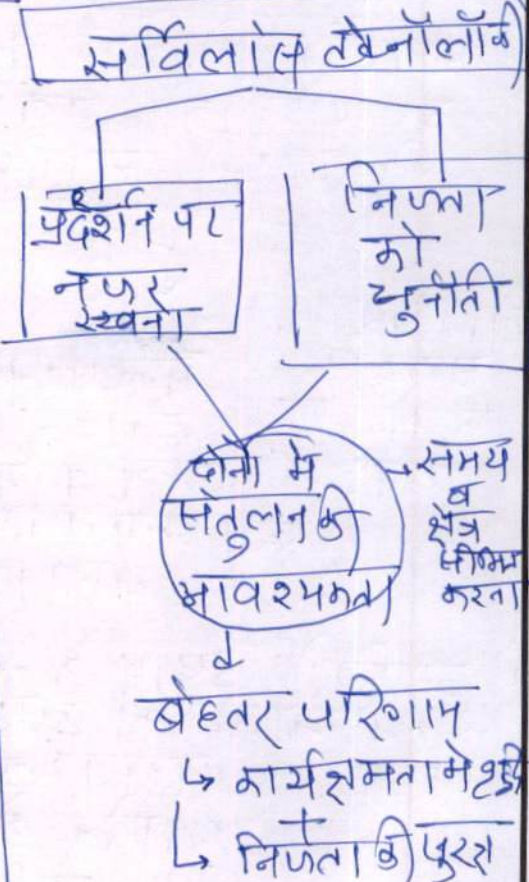 सर्विलांस टेक्नॉलॉजी
प्रदर्शन पर
नजर
रखना
निजता
को
चुनौती
दोनों में
संतुलन की
आवश्यकता
समय
व
क्षेत्र
सीमित
करना
बेहतर परिणाम
↳ कार्यक्षमता में वृद्धि
+
↳ निजता की सुरक्षा